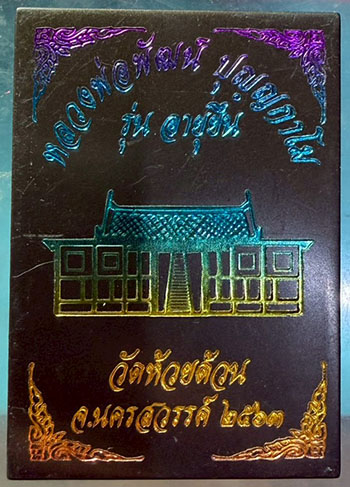 หลวงพ่อพัฒน์ ปุญฺญกาโม
รุ่น อายุยืน
วัดห้วยด้วน
จ.นครสวรรค์ ๒๕๖๓